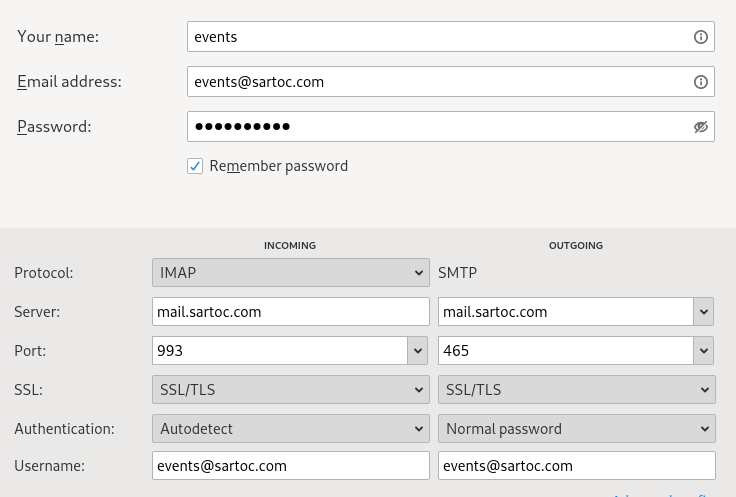 Your name: events
Email address: events@sartoc.com
Password: ●●●●●●●●●●
Remember password
INCOMING OUTGOING
Protocol: IMAP SMTP
Server: mail.sartoc.com mail.sartoc.com
Port: 993 465
SSL: SSL/TLS SSL/TLS
Authentication: Autodetect Normal password
Username: events@sartoc.com events@sartoc.com